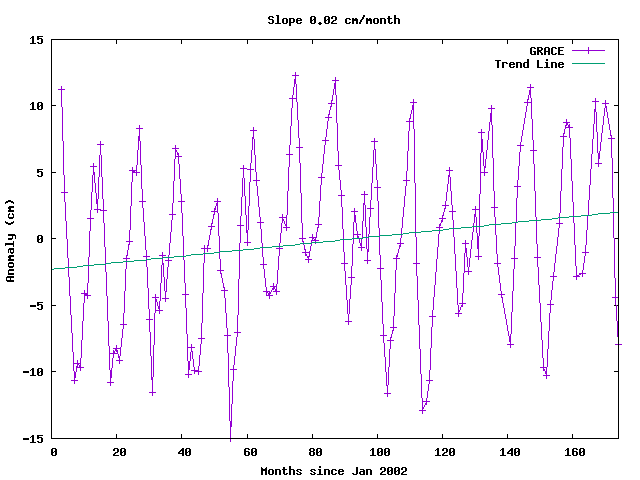 Slope 0.02 cm/month
GRACE
Trend Line
Anomaly (cm)
15
10
5
0
-5
-10
-15
0 20 40 60 80 100 120 140 160
Months since Jan 2002